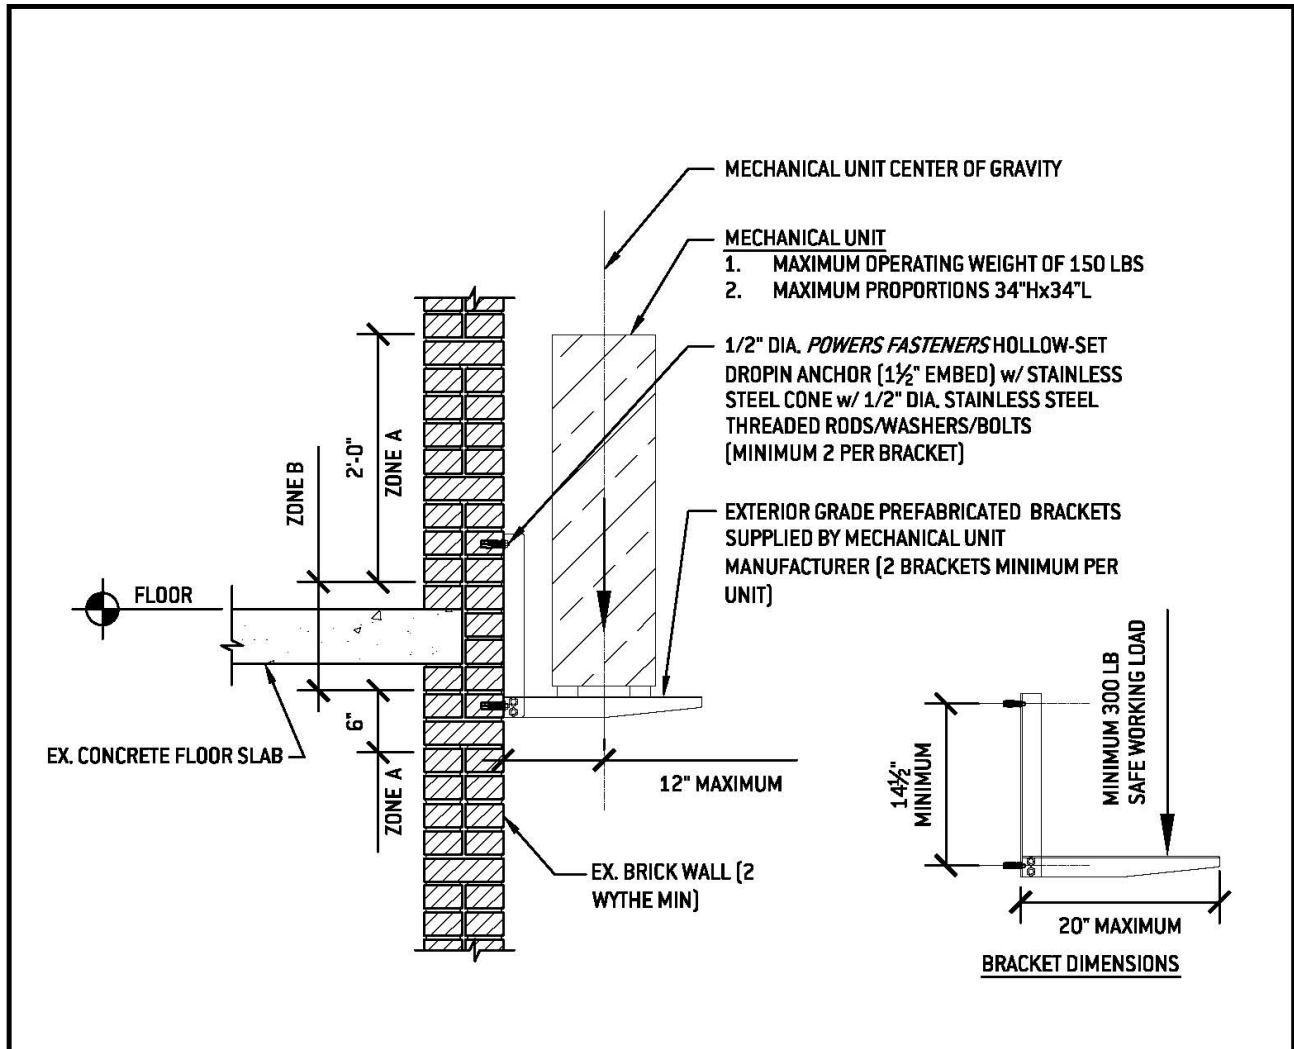 MECHANICAL UNIT CENTER OF GRAVITY
MECHANICAL UNIT
1. MAXIMUM OPERATING WEIGHT OF 150 LBS
2. MAXIMUM PROPORTIONS 34"Hx34"L
1/2" DIA. POWERS FASTENERS HOLLOW-SET
DROPIN ANCHOR (1½" EMBED) w/ STAINLESS
STEEL CONE w/ 1/2" DIA. STAINLESS STEEL
THREADED RODS/WASHERS/BOLTS
(MINIMUM 2 PER BRACKET)
EXTERIOR GRADE PREFABRICATED BRACKETS
SUPPLIED BY MECHANICAL UNIT
MANUFACTURER (2 BRACKETS MINIMUM PER
UNIT)
2'-0"
ZONE A
ZONE B
FLOOR
6"
ZONE A
EX. CONCRETE FLOOR SLAB
12" MAXIMUM
EX. BRICK WALL (2
WYTHE MIN)
14½"
MINIMUM
MINIMUM 300 LB
SAFE WORKING LOAD
20" MAXIMUM
BRACKET DIMENSIONS